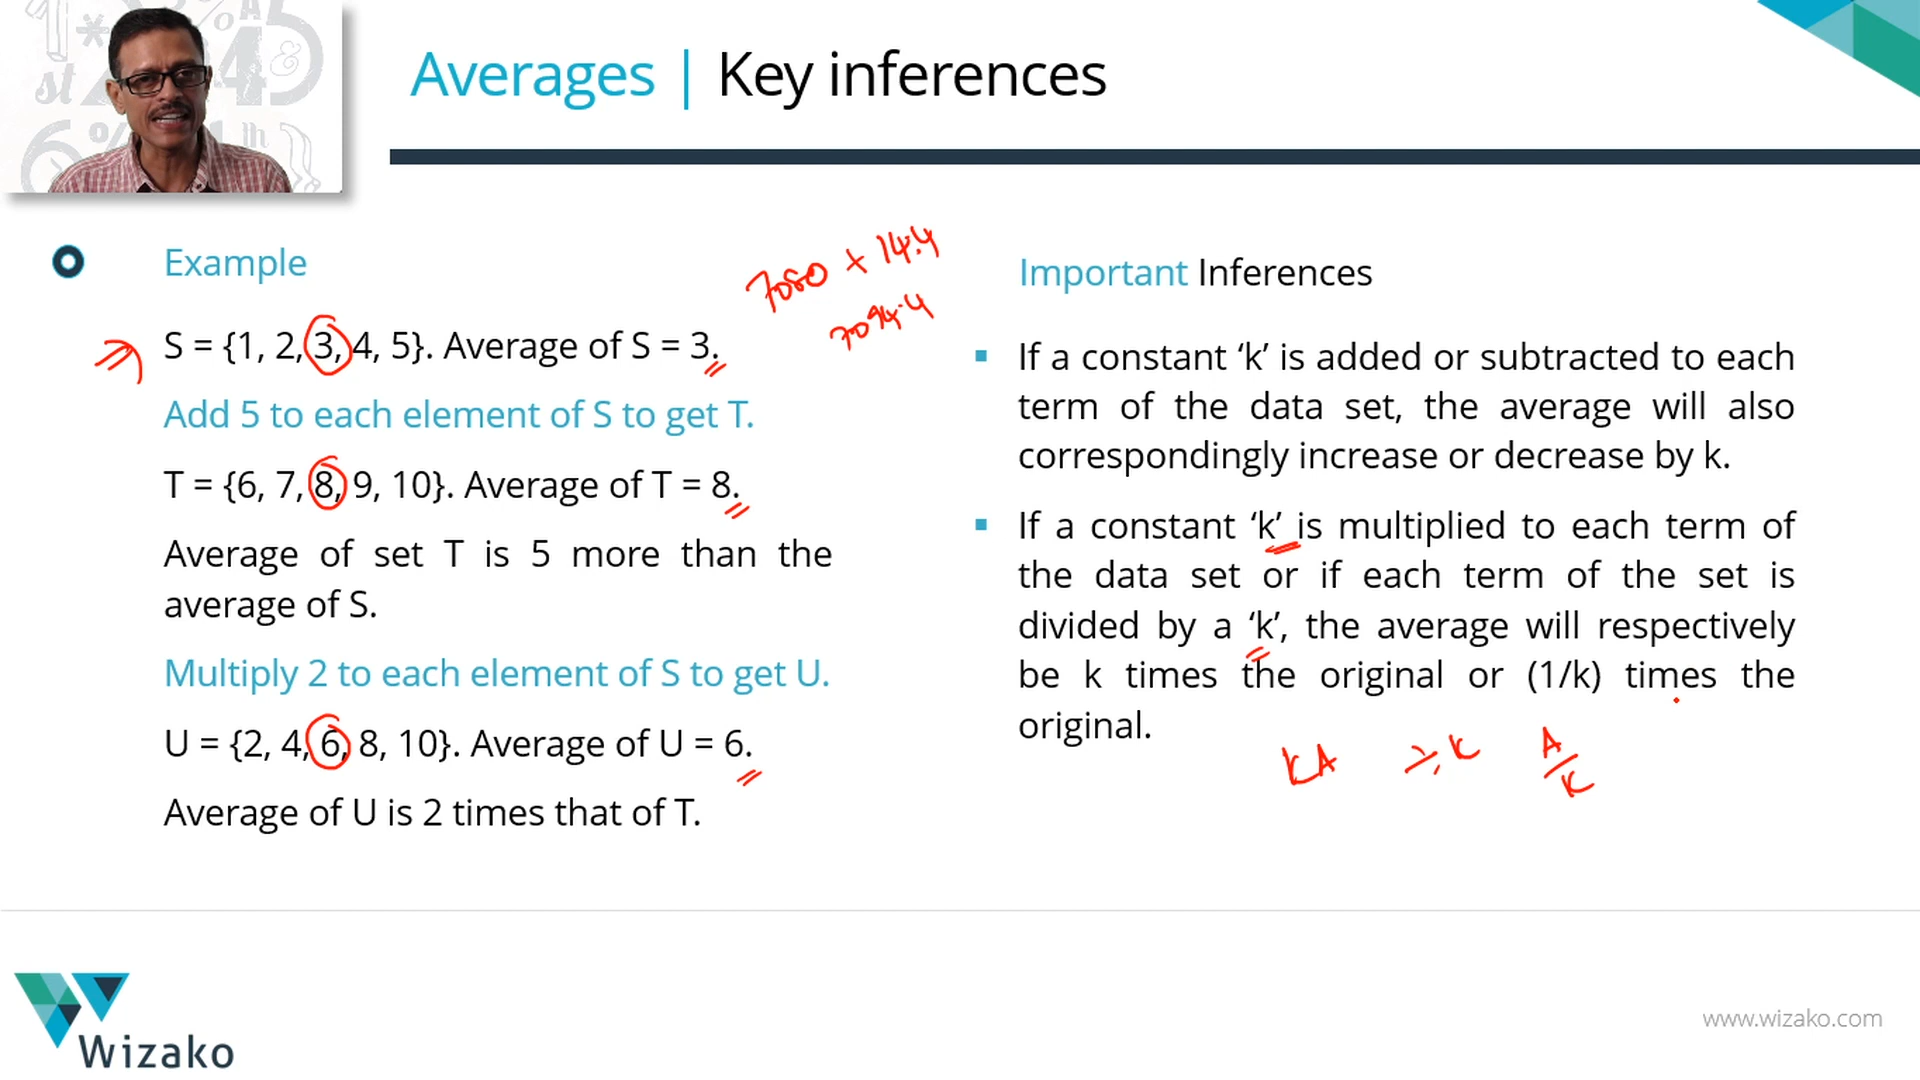 Averages | Key inferences
Example
S = {1, 2, 3, 4, 5}. Average of S = 3.
Add 5 to each element of S to get T.
T = {6, 7, 8, 9, 10}. Average of T = 8.
Average of set T is 5 more than the
average of S.
Multiply 2 to each element of S to get U.
U = {2, 4, 6, 8, 10}. Average of U = 6.
Average of U is 2 times that of T.
7080 + 14.4
7094.4
Important Inferences
If a constant ‘k’ is added or subtracted to each
term of the data set, the average will also
correspondingly increase or decrease by k.
If a constant ‘k’ is multiplied to each term of
the data set or if each term of the set is
divided by a ‘k’, the average will respectively
be k times the original or (1/k) times the
original.
KA ÷K A/K
Wizako
www.wizako.com